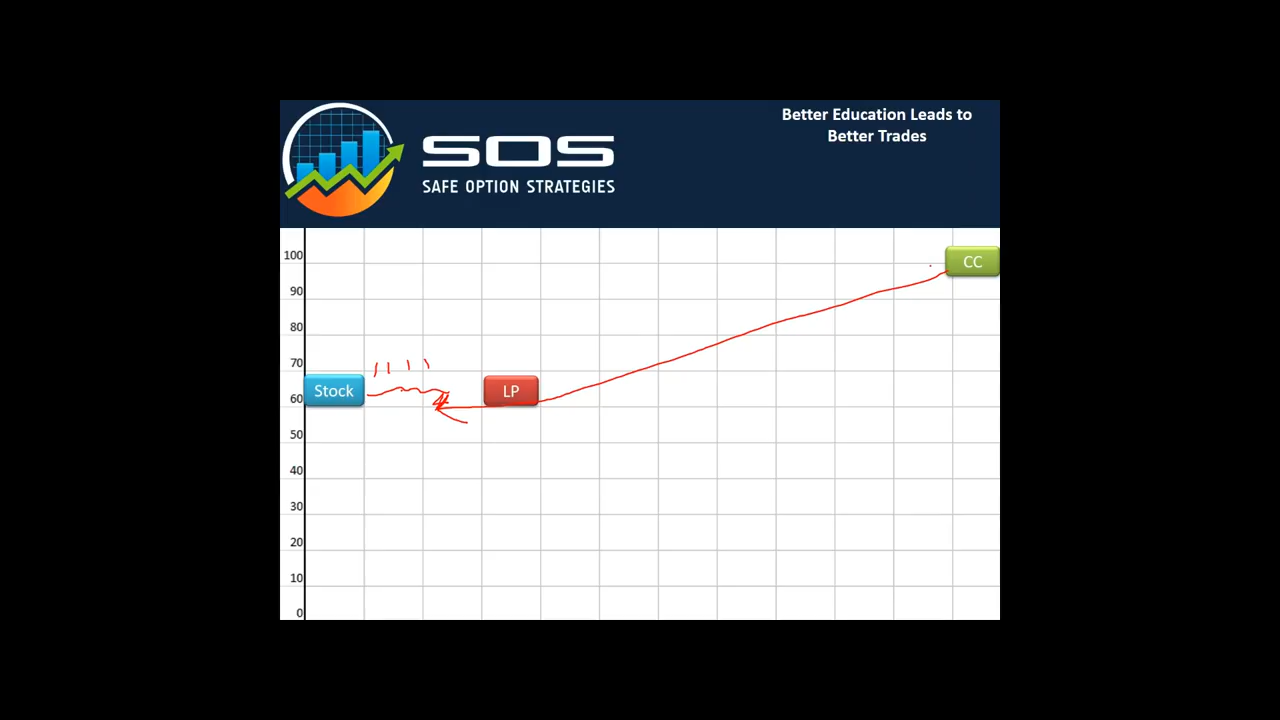 Better Education Leads to
Better Trades
SOS
SAFE OPTION STRATEGIES
100
CC
90
80
70
Stock
LP
60
50
40
30
20
10
0